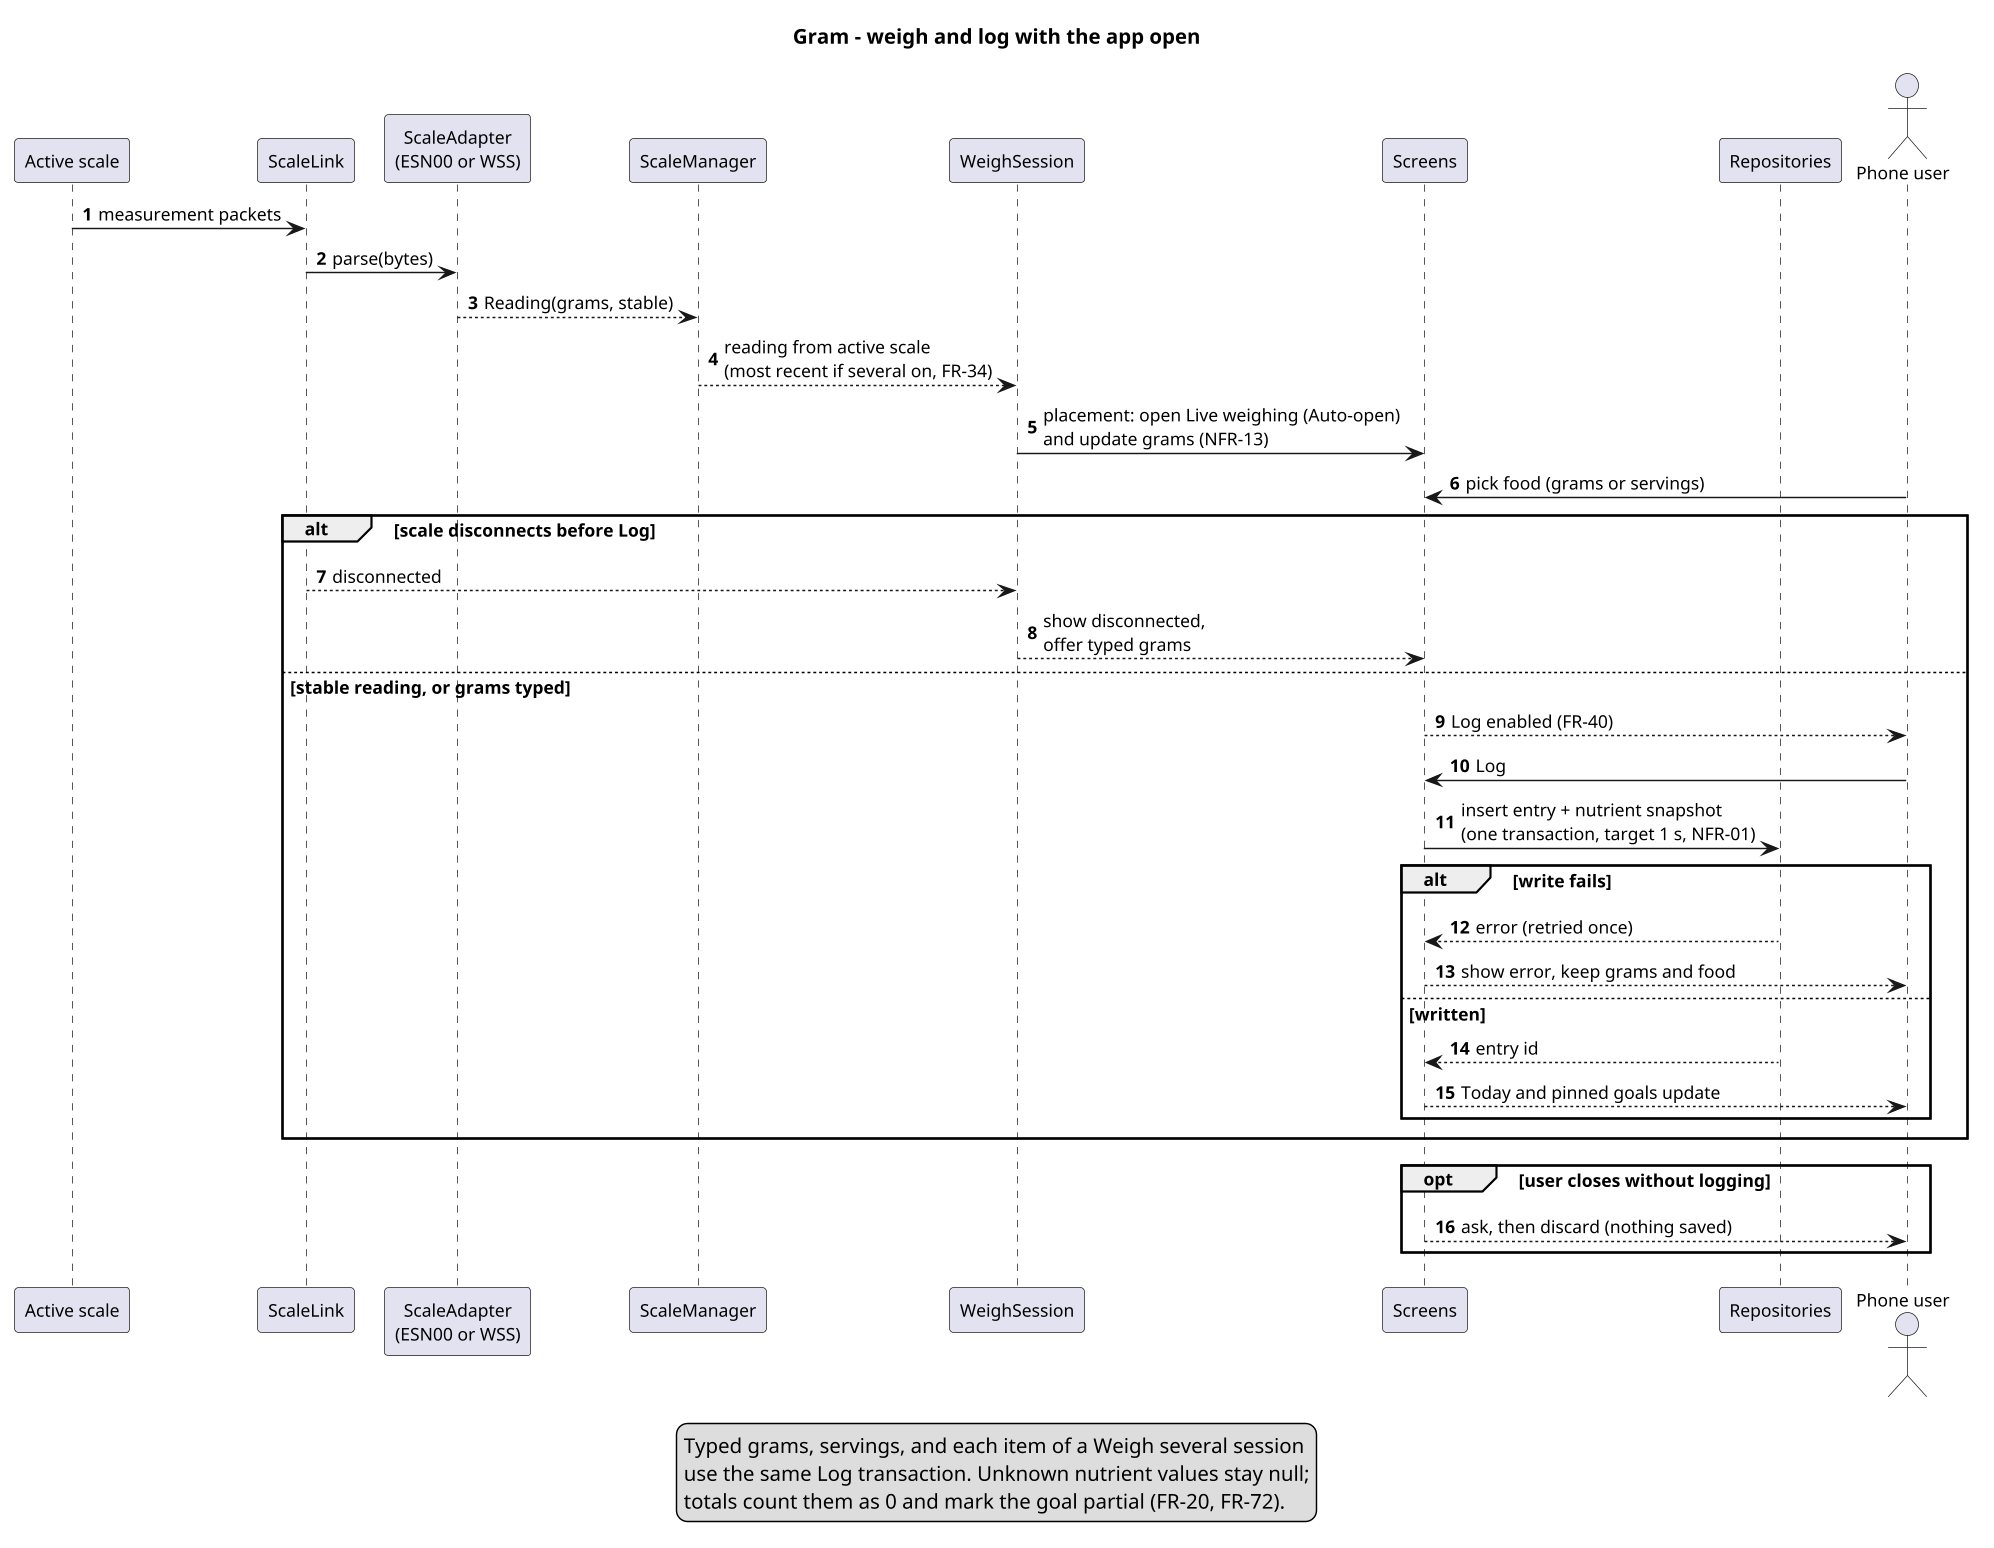 Gram - weigh and log with the app open
Active scale
ScaleLink
ScaleAdapter
(ESN00 or WSS)
ScaleManager
WeighSession
Screens
Repositories
Phone user
1 measurement packets
2 parse(bytes)
3 Reading(grams, stable)
4 reading from active scale
(most recent if several on, FR-34)
5 placement: open Live weighing (Auto-open)
and update grams (NFR-13)
6 pick food (grams or servings)
alt [scale disconnects before Log]
7 disconnected
8 show disconnected,
offer typed grams
[stable reading, or grams typed]
9 Log enabled (FR-40)
10 Log
11 insert entry + nutrient snapshot
(one transaction, target 1 s, NFR-01)
alt [write fails]
12 error (retried once)
13 show error, keep grams and food
[written]
14 entry id
15 Today and pinned goals update
opt [user closes without logging]
16 ask, then discard (nothing saved)
Active scale
ScaleLink
ScaleAdapter
(ESN00 or WSS)
ScaleManager
WeighSession
Screens
Repositories
Phone user
Typed grams, servings, and each item of a Weigh several session
use the same Log transaction. Unknown nutrient values stay null;
totals count them as 0 and mark the goal partial (FR-20, FR-72).